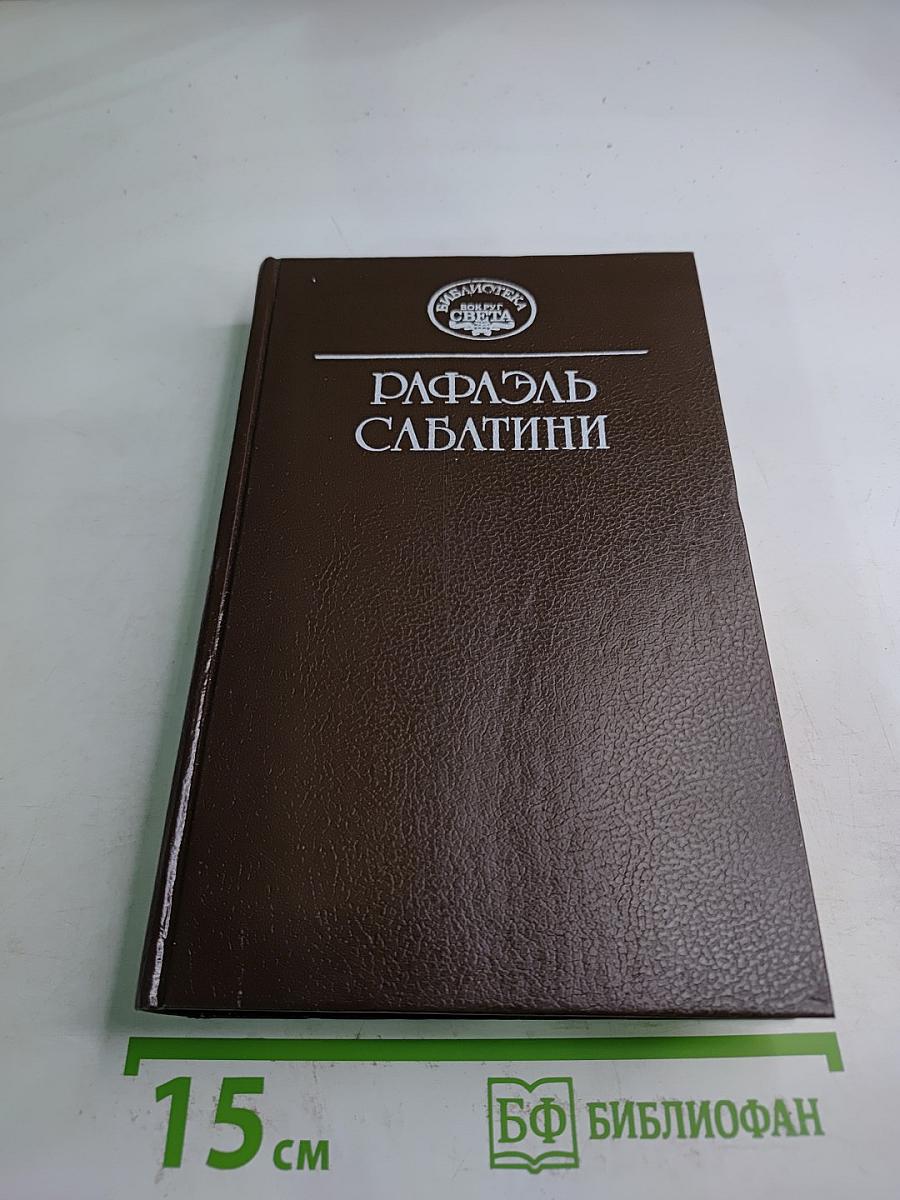 БИБЛИОТЕКА
ВОКРУГ
СВЕТА
РАФАЭЛЬ
САБАТИНИ
15 см
БФ БИБЛИОФАН